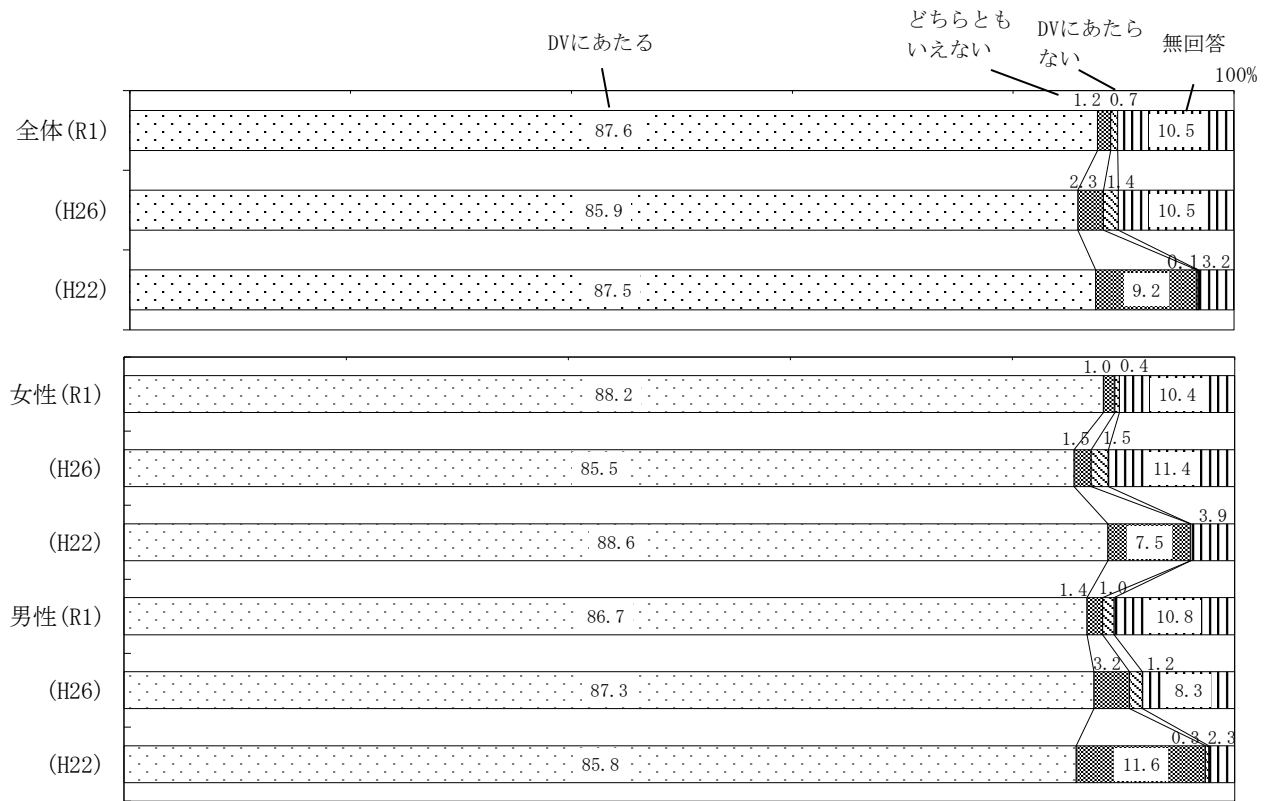 どちらとも
いえない
DVにあたる
DVにあたら
ない
無回答
100%
1.2 0.7
全体(R1) 87.6 10.5
2.3 1.4
(H26) 85.9 10.5
0.1 3.2
(H22) 87.5 9.2
1.0 0.4
女性(R1) 88.2 10.4
1.5 1.5
(H26) 85.5 11.4
3.9
(H22) 88.6 7.5
1.4 1.0
男性(R1) 86.7 10.8
3.2 1.2
(H26) 87.3 8.3
0.3 2.3
(H22) 85.8 11.6